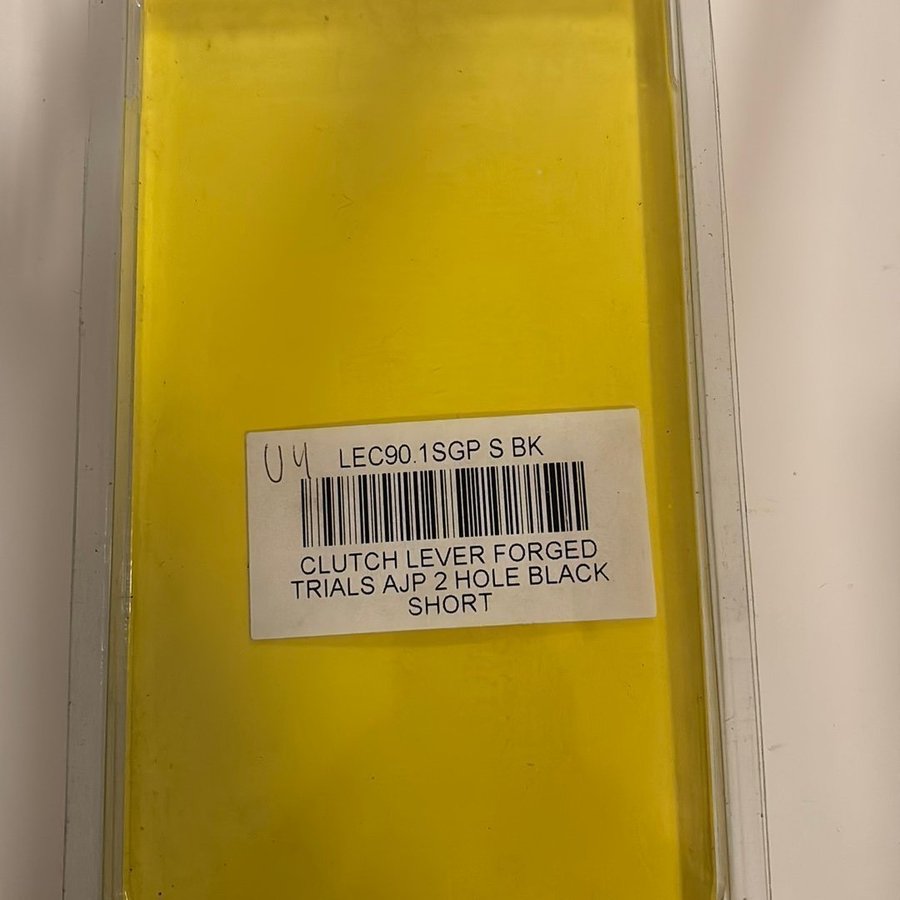 U4 LEC90.1SGP S BK
CLUTCH LEVER FORGED
TRIALS AJP 2 HOLE BLACK
SHORT